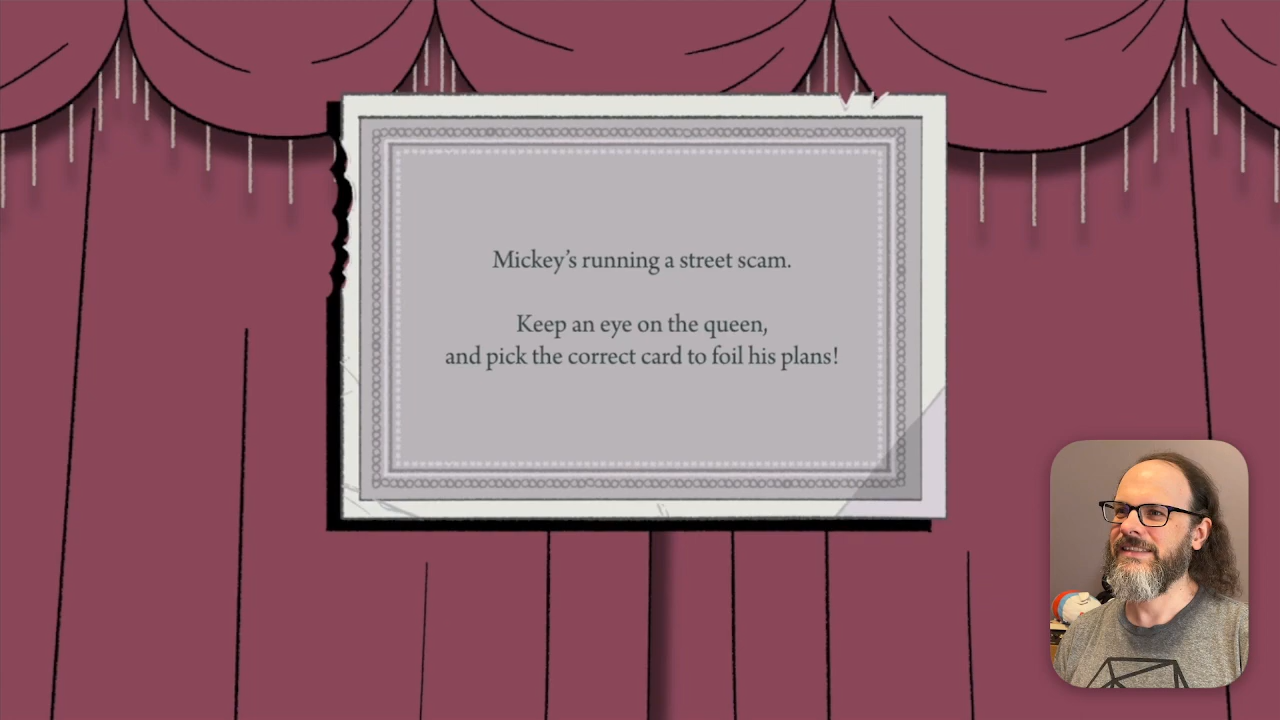 Mickey’s running a street scam.
Keep an eye on the queen,
and pick the correct card to foil his plans!